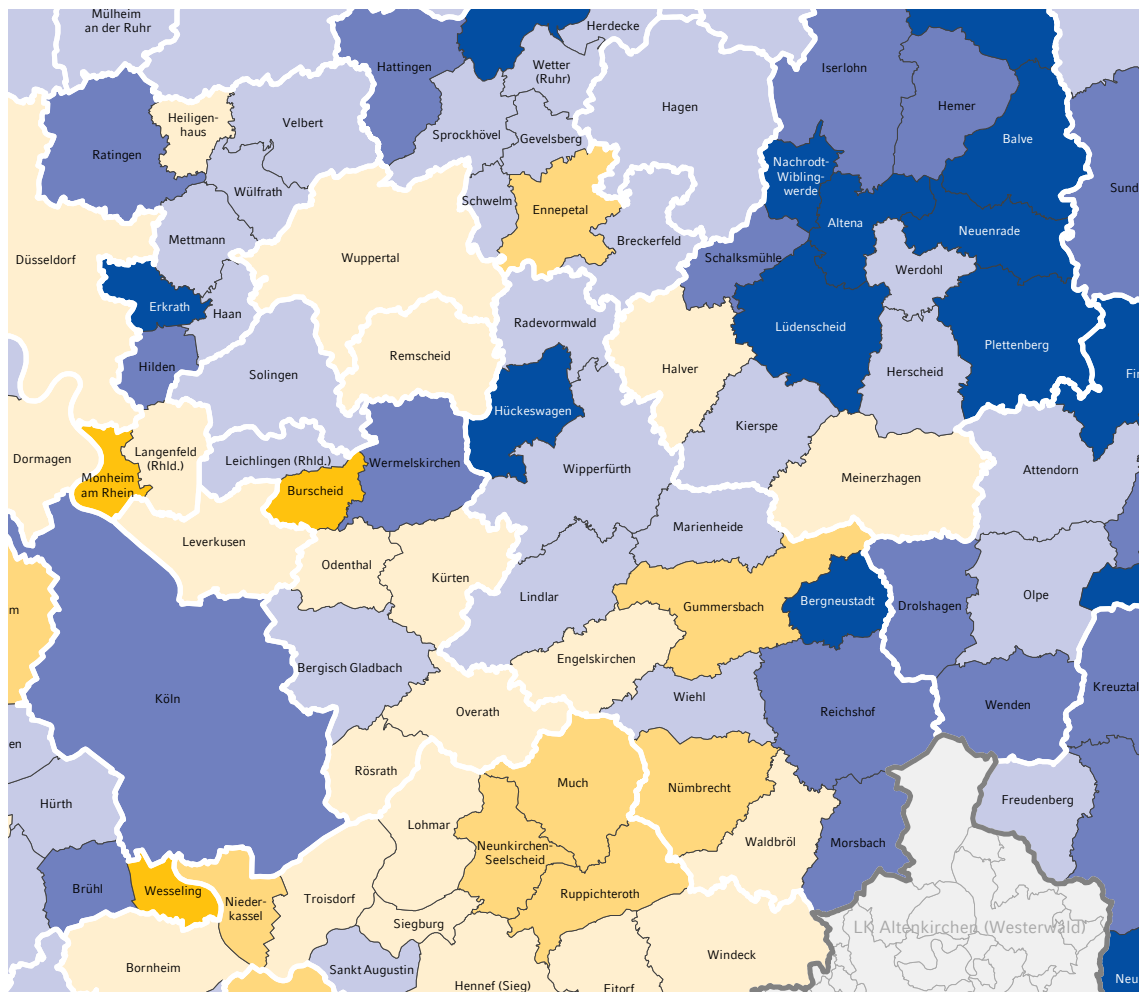 Mülheim
an der Ruhr
Herdecke
Hattingen
Wetter
(Ruhr)
Iserlohn
Hagen
Hemer
Heiligen-
haus
Velbert
Sprockhövel
Gevelsberg
Balve
Ratingen
Nachrodt-
Wibling-
werde
Wülfrath
Schwelm
Ennepetal
Sund
Altena
Neuenrade
Mettmann
Breckerfeld
Düsseldorf
Wuppertal
Schalksmühle
Werdohl
Erkrath
Haan
Radevormwald
Lüdenscheid
Plettenberg
Remscheid
Hilden
Solingen
Halver
Herscheid
Fin
Hückeswagen
Kierspe
Dormagen
Langenfeld
(Rhld.)
Leichlingen (Rhld.)
Wermelskirchen
Wipperfürth
Meinerzhagen
Attendorn
Monheim
am Rhein
Burscheid
Marienheide
Leverkusen
Odenthal
Kürten
Lindlar
m
Gummersbach
Bergneustadt
Drolshagen
Olpe
Bergisch Gladbach
Engelskirchen
Köln
Wiehl
Reichshof
Wenden
Kreuztal
Overath
en
Rösrath
Much
Nümbrecht
Hürth
Freudenberg
Lohmar
Neunkirchen-
Seelscheid
Waldbröl
Morsbach
Brühl
Wesseling
Nieder-
kassel
Troisdorf
Ruppichteroth
Siegburg
LK Altenkirchen (Westerwald)
Bornheim
Sankt Augustin
Windeck
Hennef (Sieg)
Eitorf
Neu